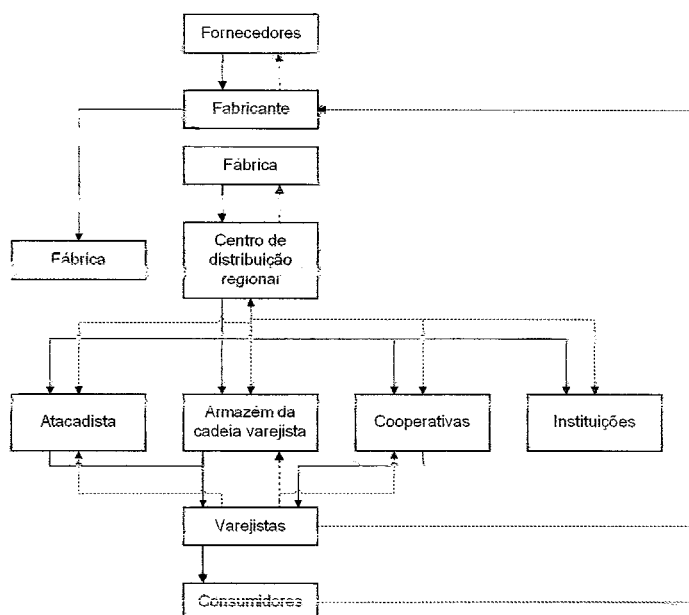 Fornecedores
Fabricante
Fábrica
Fábrica
Centro de
distribuição
regional
Atacadista
Armazém da
cadeia varejista
Cooperativas
Instituições
Varejistas
Consumidores